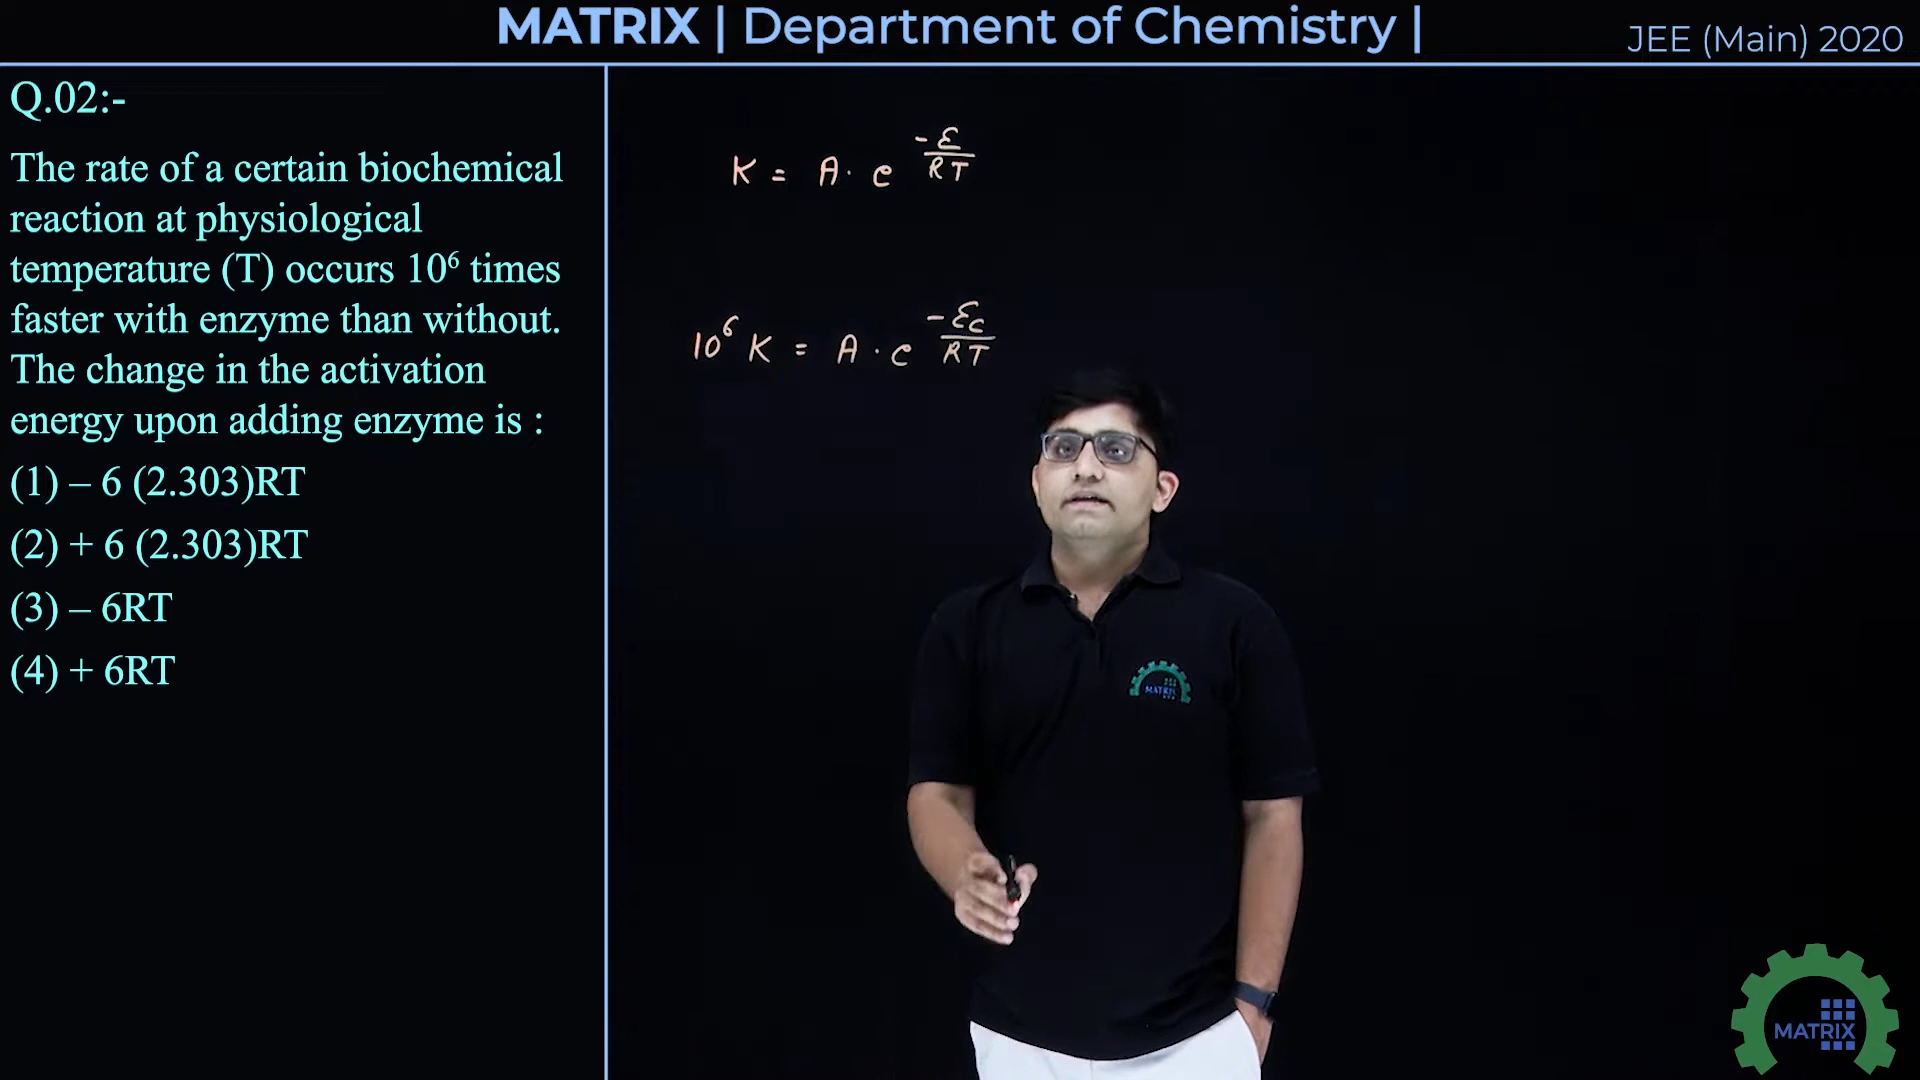 MATRIX | Department of Chemistry |
JEE (Main) 2020
Q.02:-
The rate of a certain biochemical
reaction at physiological
temperature (T) occurs 10⁶ times
faster with enzyme than without.
The change in the activation
energy upon adding enzyme is :
(1) – 6 (2.303)RT
(2) + 6 (2.303)RT
(3) – 6RT
(4) + 6RT
K = A · e^(-ε/RT)
10⁶ K = A · e^(-εc/RT)
MATRIX
MATRIX